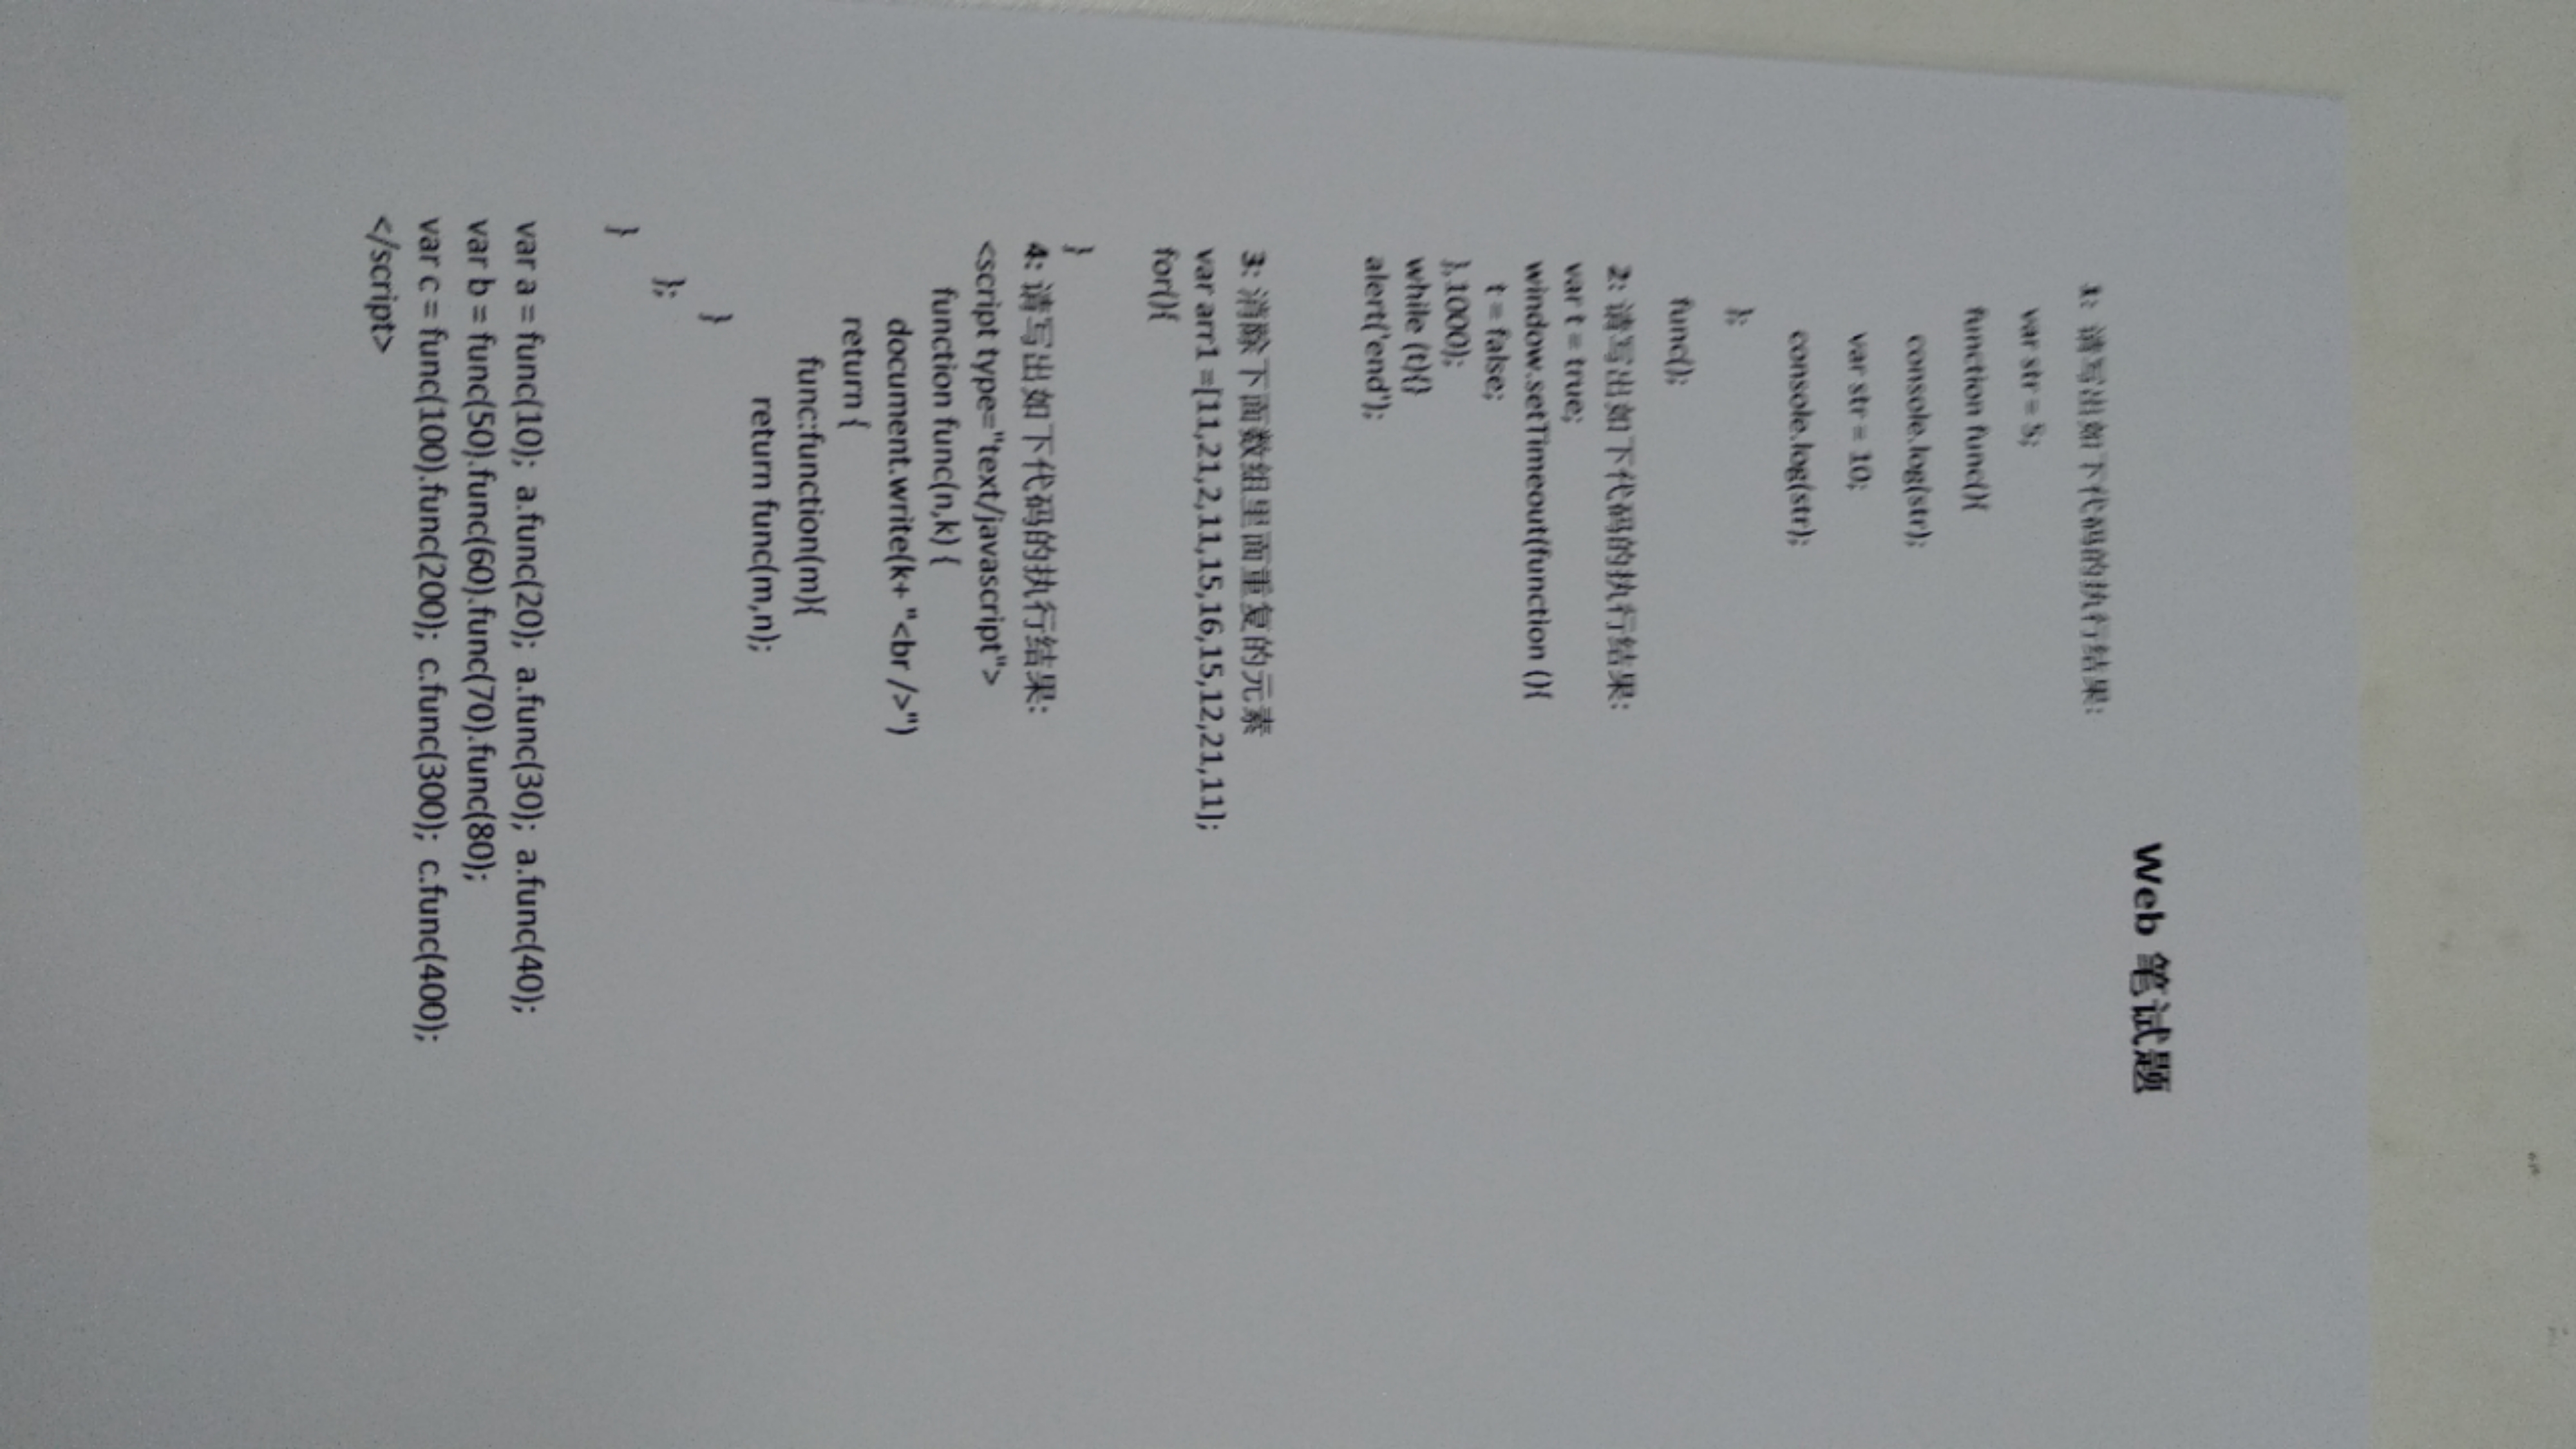 Web 笔试题
1: 请写出如下代码的执行结果:
var str = 5;
function func(){
console.log(str);
var str = 10;
console.log(str);
};
func();
2: 请写出如下代码的执行结果:
var t = true;
window.setTimeout(function (){
t = false;
},1000);
while (t){}
alert('end');
3: 消除下面数组里面重复的元素
var arr1 =[11,21,2,11,15,16,15,12,21,11];
for(){
}
4: 请写出如下代码的执行结果:
<script type="text/javascript">
function func(n,k) {
document.write(k+ "<br />")
return {
func:function(m){
return func(m,n);
}
};
}
var a = func(10); a.func(20); a.func(30); a.func(40);
var b = func(50).func(60).func(70).func(80);
var c = func(100).func(200); c.func(300); c.func(400);
</script>